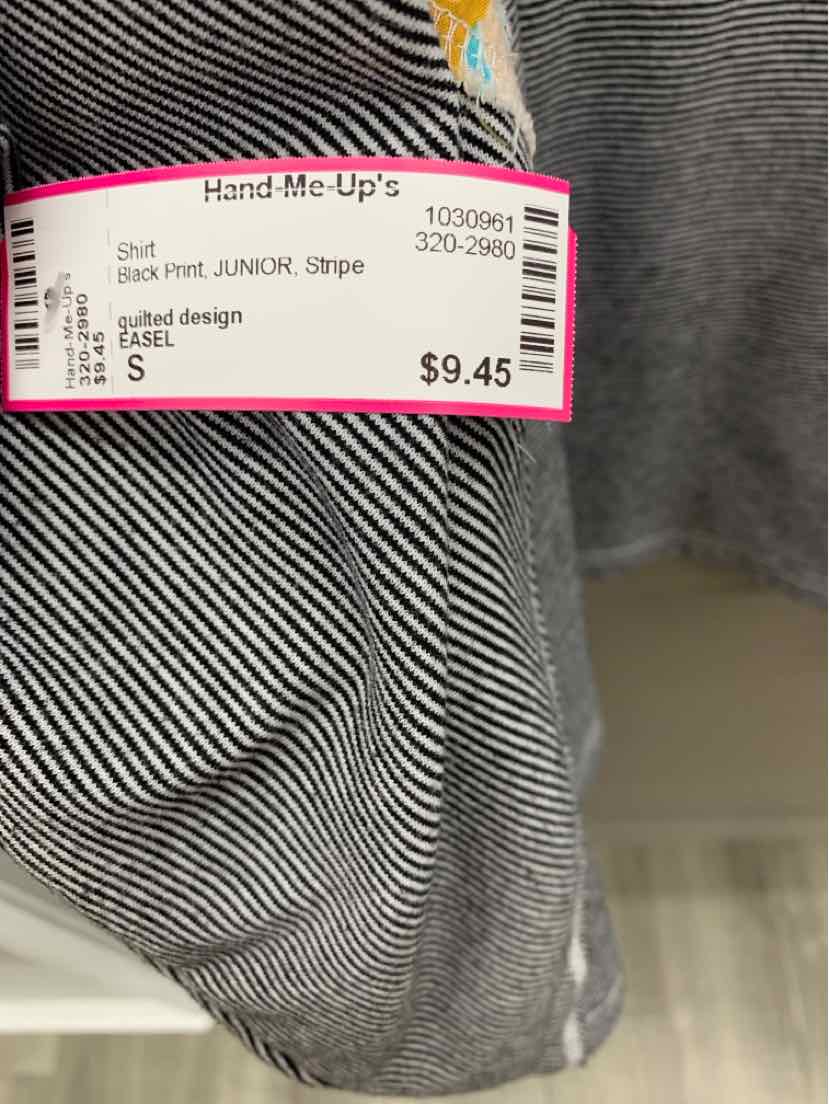 Hand-Me-Up's
1030961
320-2980
Shirt
Black Print, JUNIOR, Stripe
quilted design
EASEL
S
$9.45
Hand-Me-Up's
320-2980
$9.45